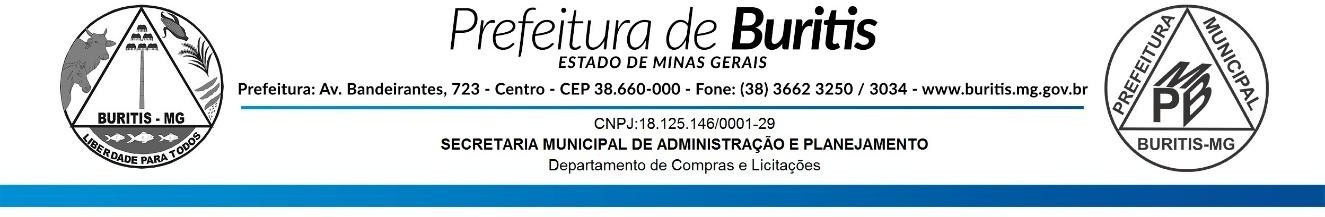 BURITIS - MG
LIBERDADE PARA TODOS
Prefeitura de Buritis
ESTADO DE MINAS GERAIS
Prefeitura: Av. Bandeirantes, 723 - Centro - CEP 38.660-000 - Fone: (38) 3662 3250 / 3034 - www.buritis.mg.gov.br
CNPJ:18.125.146/0001-29
SECRETARIA MUNICIPAL DE ADMINISTRAÇÃO E PLANEJAMENTO
Departamento de Compras e Licitações
PREFEITURA MUNICIPAL
MPB
BURITIS-MG